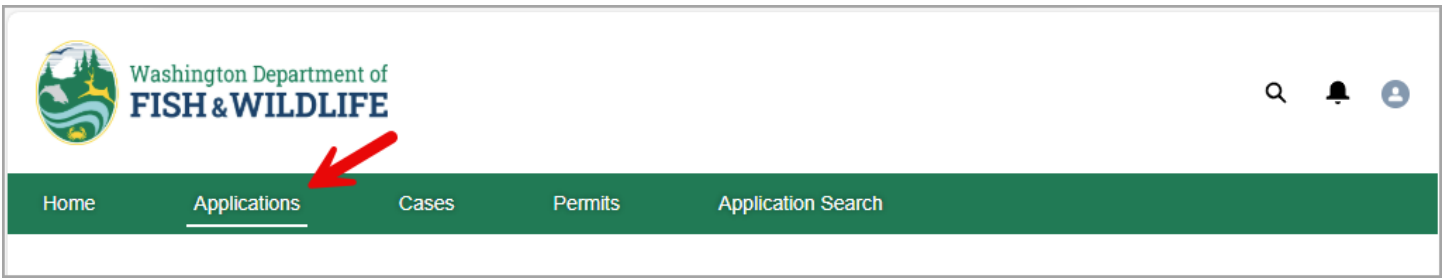 Washington Department of
FISH & WILDLIFE
Home Applications Cases Permits Application Search